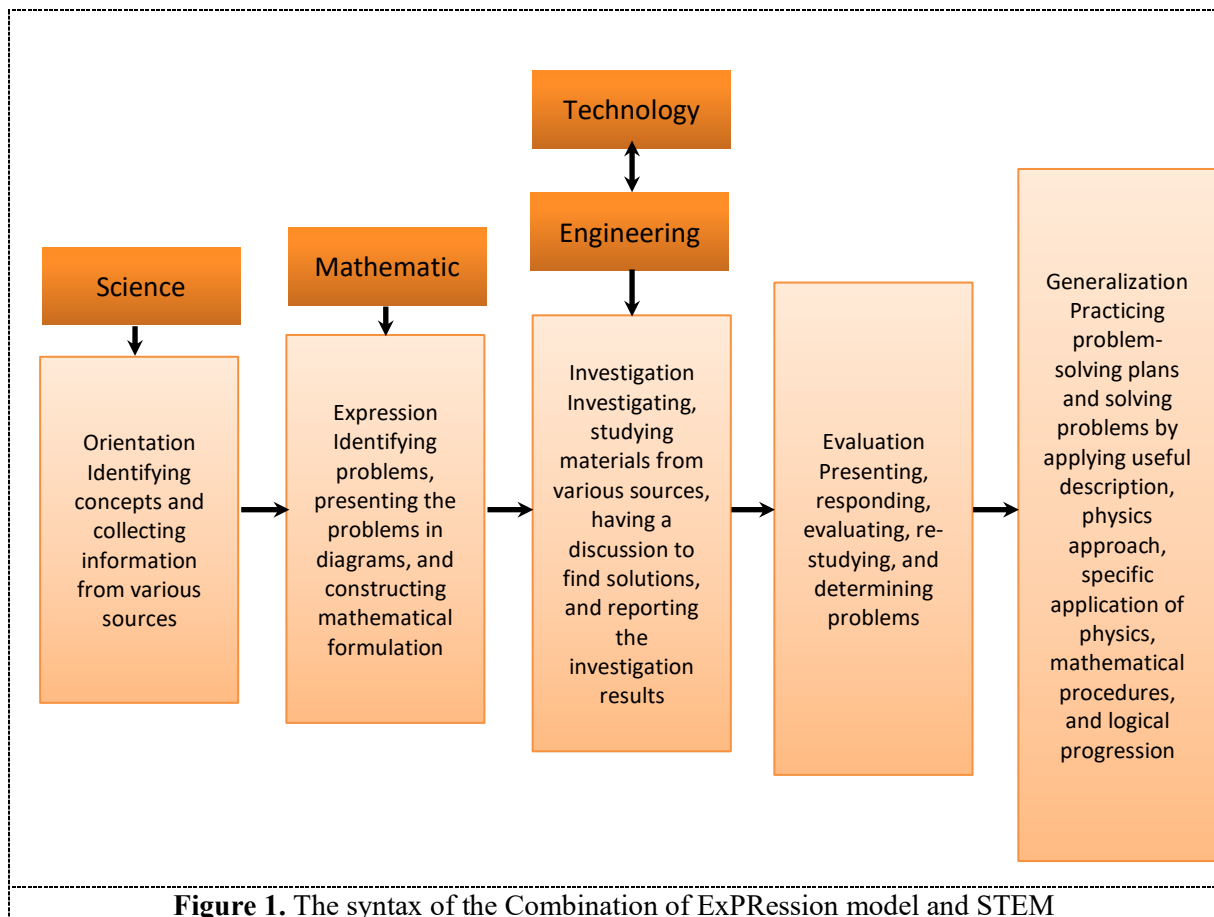 Technology
Engineering
Mathematic
Science
Orientation
Identifying
concepts and
collecting
information
from various
sources
Expression
Identifying
problems,
presenting the
problems in
diagrams, and
constructing
mathematical
formulation
Investigation
Investigating,
studying
materials from
various sources,
having a
discussion to
find solutions,
and reporting
the
investigation
results
Evaluation
Presenting,
responding,
evaluating, re-
studying, and
determining
problems
Generalization
Practicing
problem-
solving plans
and solving
problems by
applying useful
description,
physics
approach,
specific
application of
physics,
mathematical
procedures,
and logical
progression
Figure 1. The syntax of the Combination of ExPRession model and STEM